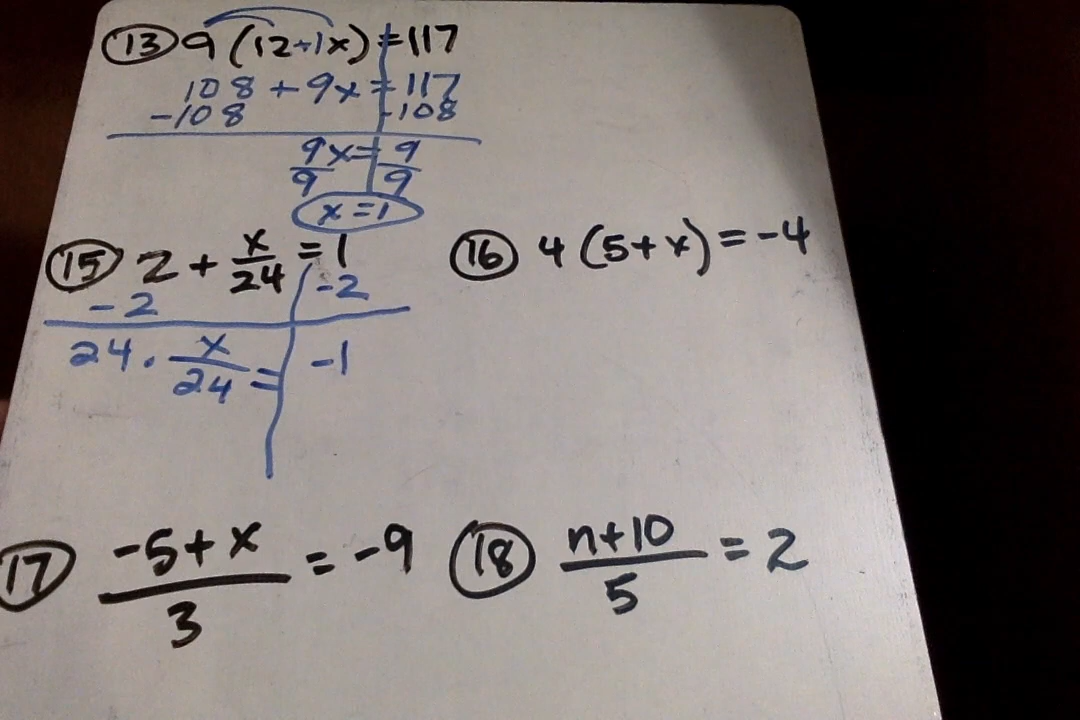 13 9 (12+1x) = 117
108 + 9x = 117
-108 -108
9x = 9
9 9
x = 1
15 2 + x/24 = 1
-2 -2
24 · x/24 = -1
16 4 (5+x) = -4
17 -5+x/3 = -9
18 n+10/5 = 2